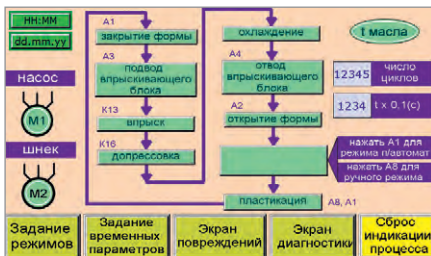 HH:MM
dd.mm.yy
насос
M1
шнек
M2
A1
закрытие формы
A3
подвод
впрыскивающего
блока
K13
впрыск
K16
допрессовка
охлаждение
A4
отвод
впрыскивающего
блока
A2
открытие формы
пластикация
A8, A1
t масла
12345
число
циклов
1234
t x 0,1(с)
нажать A1 для
режима п/автомат
нажать A8 для
ручного режима
Задание
режимов
Задание
временных
параметров
Экран
повреждений
Экран
диагностики
Сброс
индикации
процесса